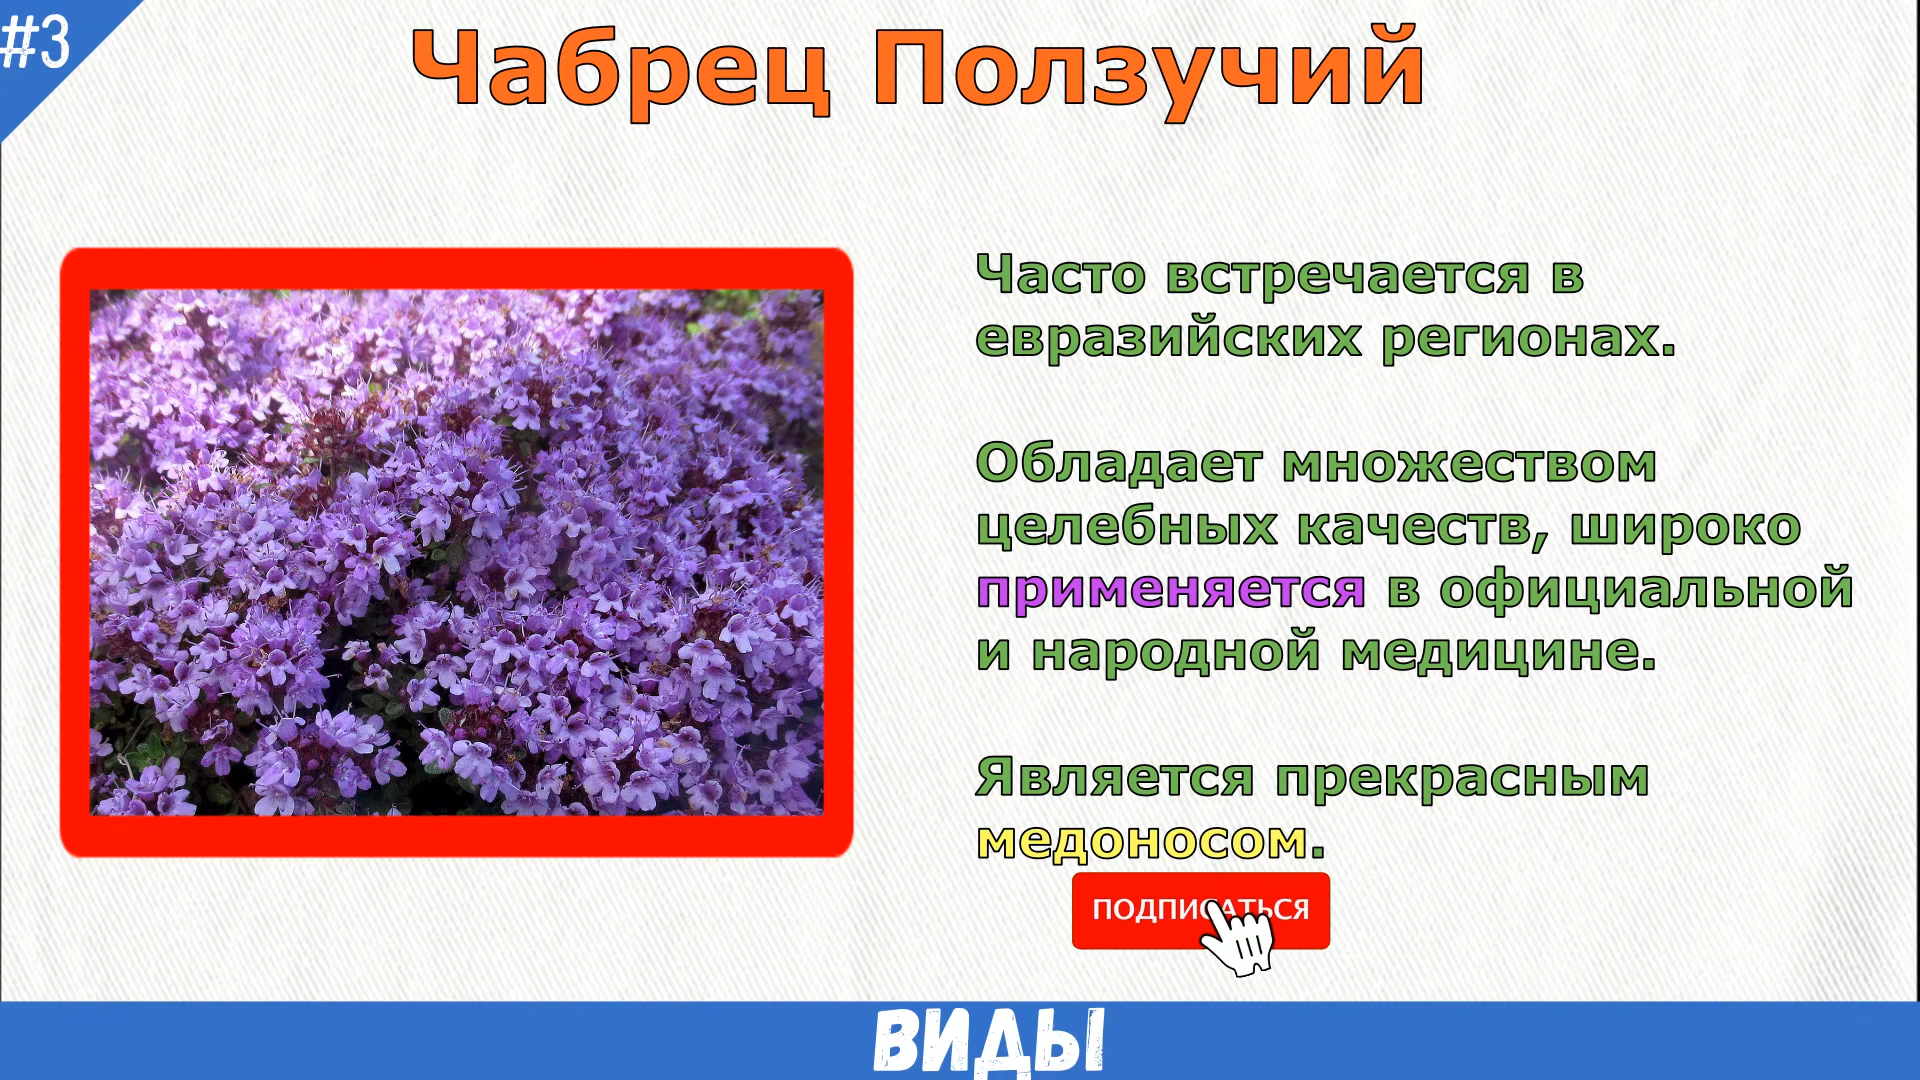 #3
Чабрец Ползучий
Часто встречается в
евразийских регионах.
Обладает множеством
целебных качеств, широко
применяется в официальной
и народной медицине.
Является прекрасным
медоносом.
ПОДПИСАТЬСЯ
ВИДЫ